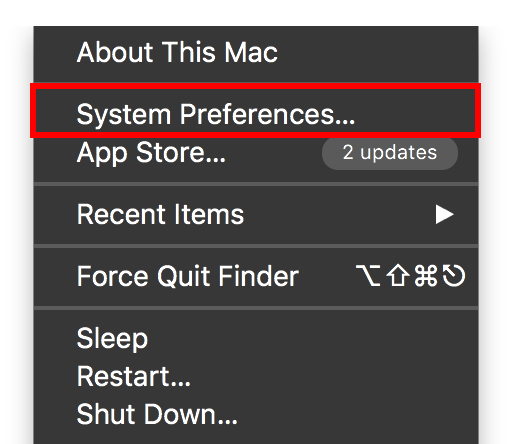 About This Mac
System Preferences...
App Store...    2 updates
Recent Items ▶
Force Quit Finder    ⌥⇧⌘⎋
Sleep
Restart...
Shut Down...